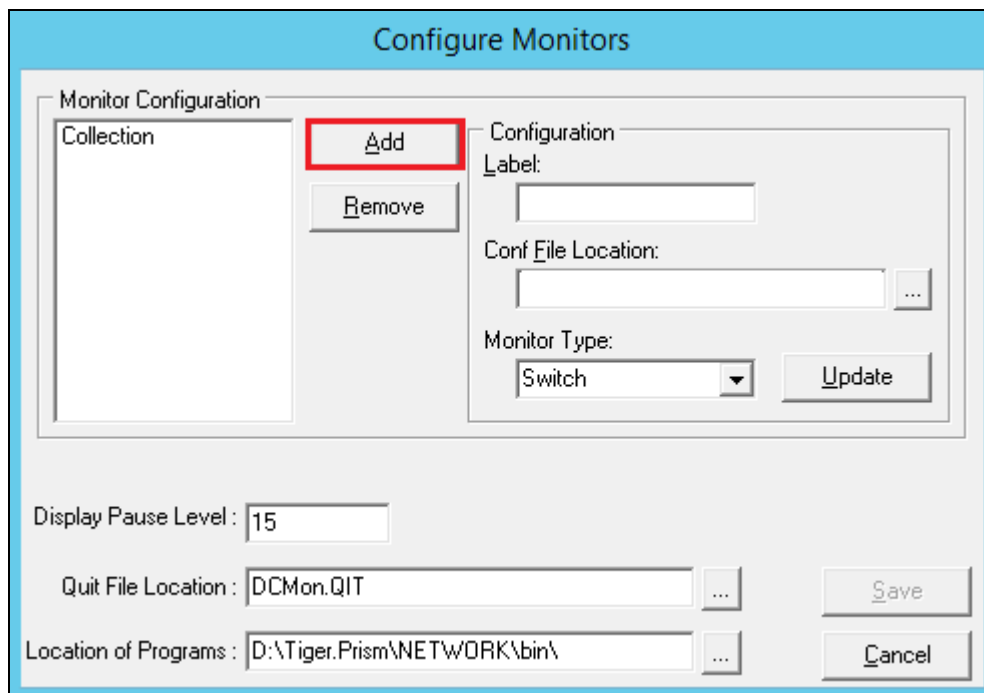 Configure Monitors
Monitor Configuration
Collection
Add
Remove
Configuration
Label:
Conf File Location:
...
Monitor Type:
Switch
Update
Display Pause Level : 15
Quit File Location : DCMon.QIT ...
Save
Location of Programs : D:\Tiger.Prism\NETWORK\bin\ ...
Cancel